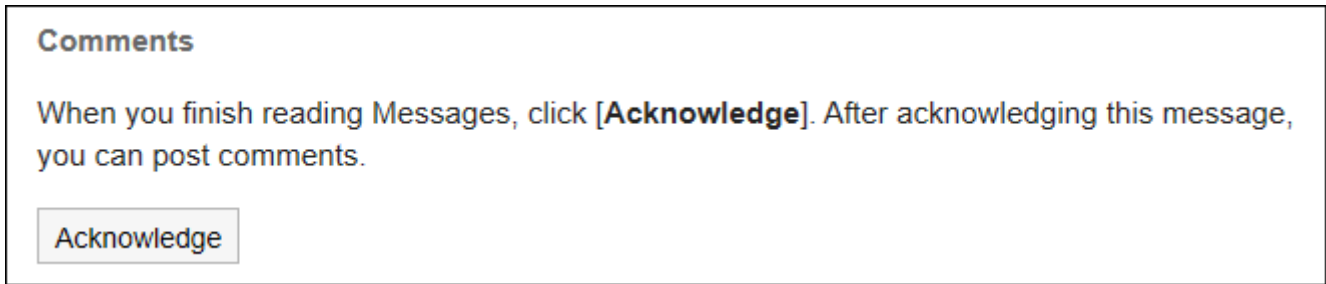 Comments
When you finish reading Messages, click [Acknowledge]. After acknowledging this message,
you can post comments.
Acknowledge